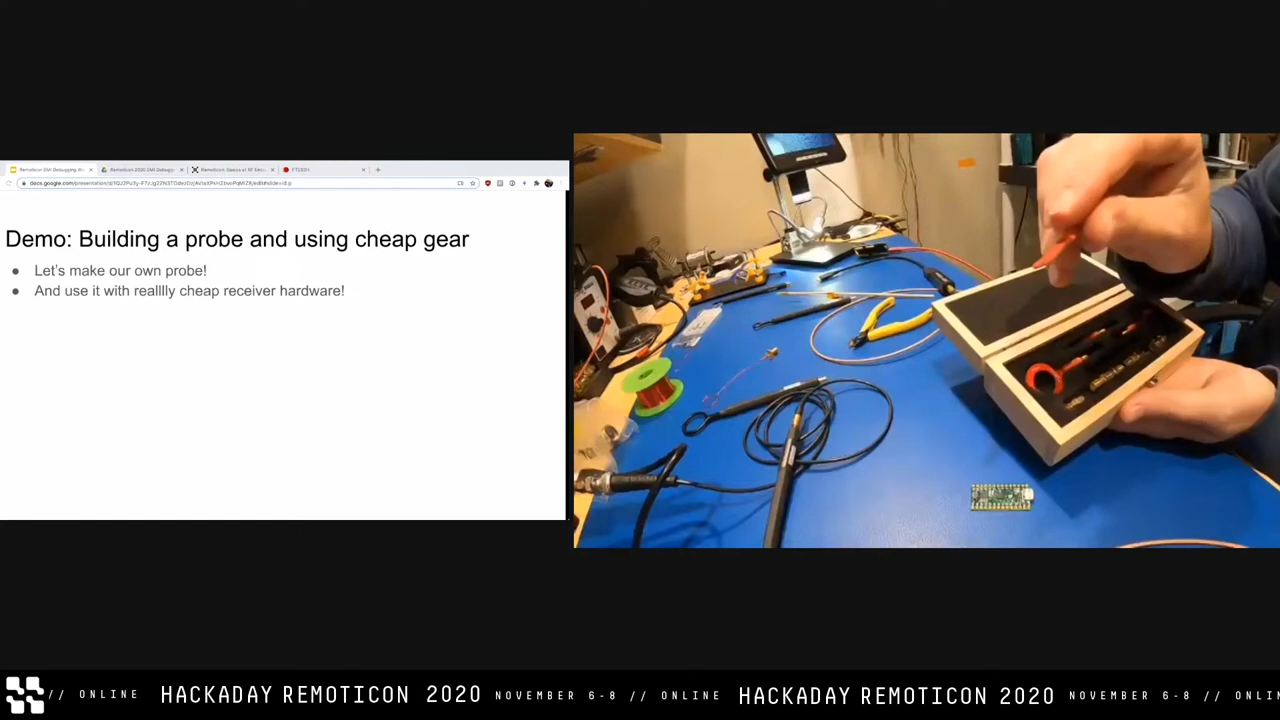 Demo: Building a probe and using cheap gear
● Let's make our own probe!
● And use it with realllly cheap receiver hardware!
// ONLINE HACKADAY REMOTICON 2020 NOVEMBER 6-8 // ONLINE HACKADAY REMOTICON 2020 NOVEMBER 6-8 // ONLINE